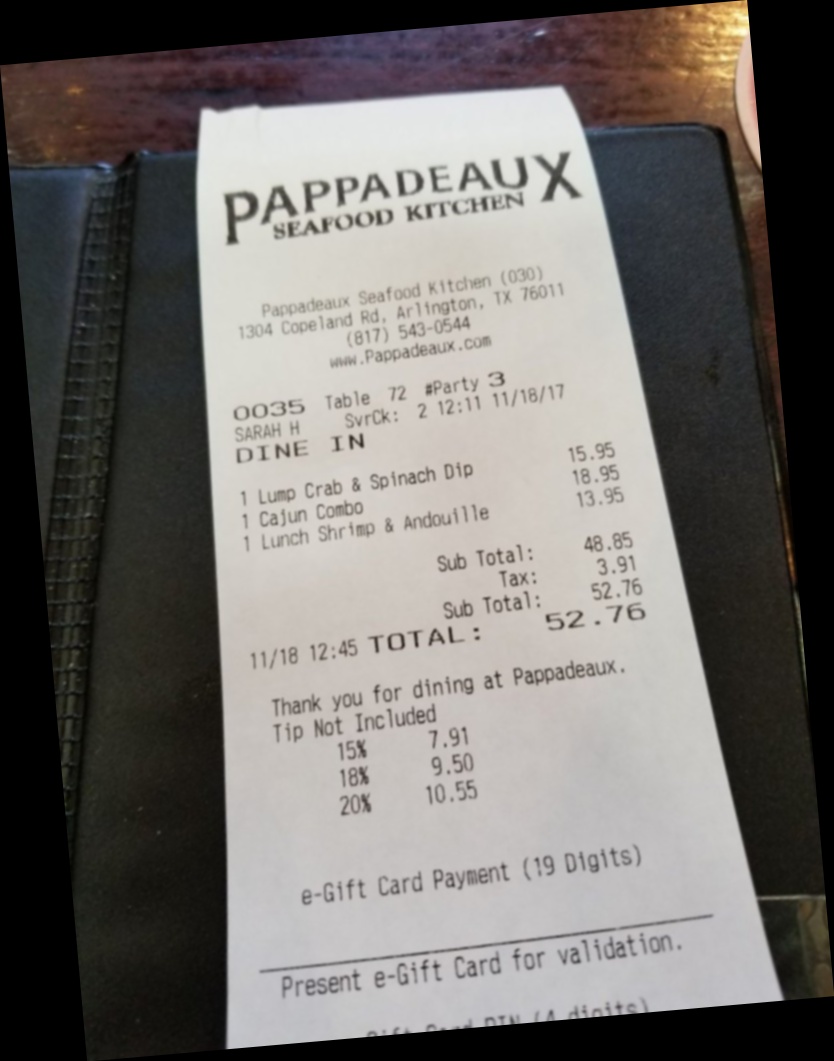 PAPPADEAUX
SEAFOOD KITCHEN
Pappadeaux Seafood Kitchen (030)
1304 Copeland Rd, Arlington, TX 76011
(817) 543-0544
www.Pappadeaux.com
0035 Table 72 #Party 3
SARAH H SvrCk: 2 12:11 11/18/17
DINE IN
1 Lump Crab & Spinach Dip 15.95
1 Cajun Combo 18.95
1 Lunch Shrimp & Andouille 13.95
Sub Total: 48.85
Tax: 3.91
Sub Total: 52.76
11/18 12:45 TOTAL: 52.76
Thank you for dining at Pappadeaux.
Tip Not Included
15% 7.91
18% 9.50
20% 10.55
e-Gift Card Payment (19 Digits)
Present e-Gift Card for validation.
Gift Card PIN (4 digits)